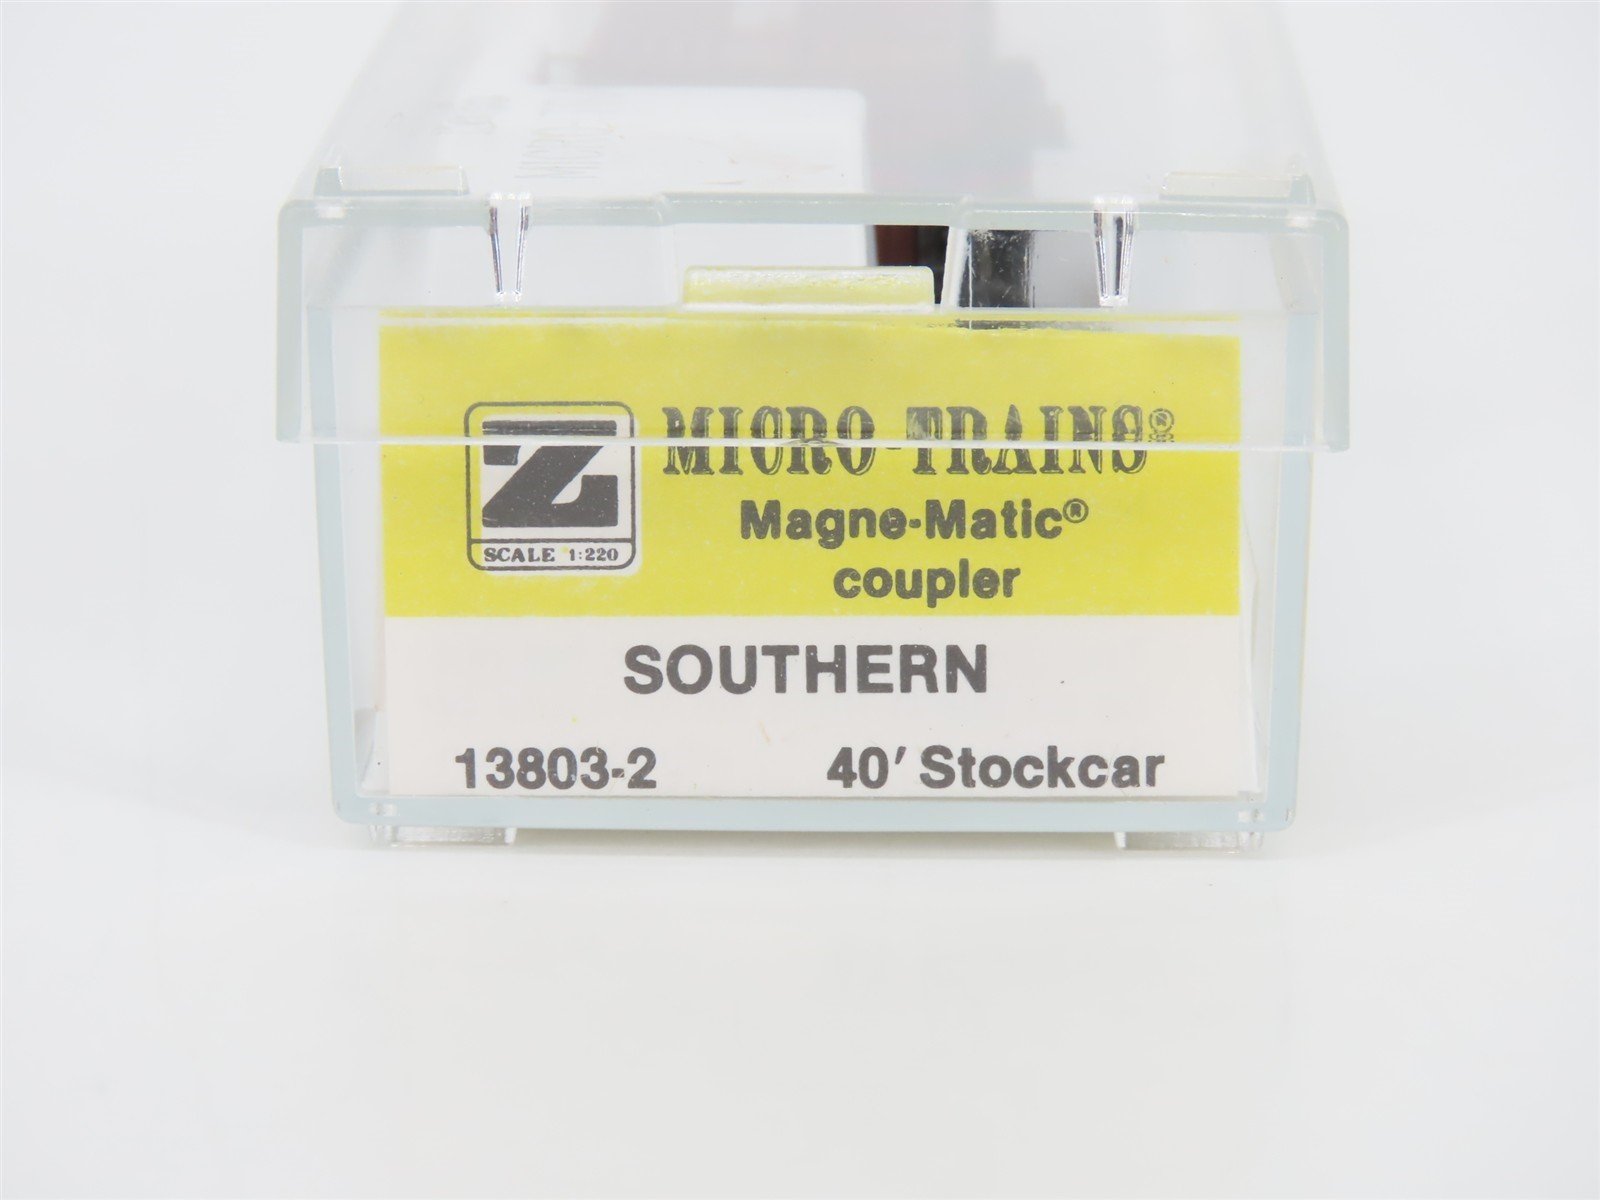 Z
SCALE 1:220
MICRO-TRAINS®
Magne-Matic®
coupler
SOUTHERN
13803-2 40' Stockcar